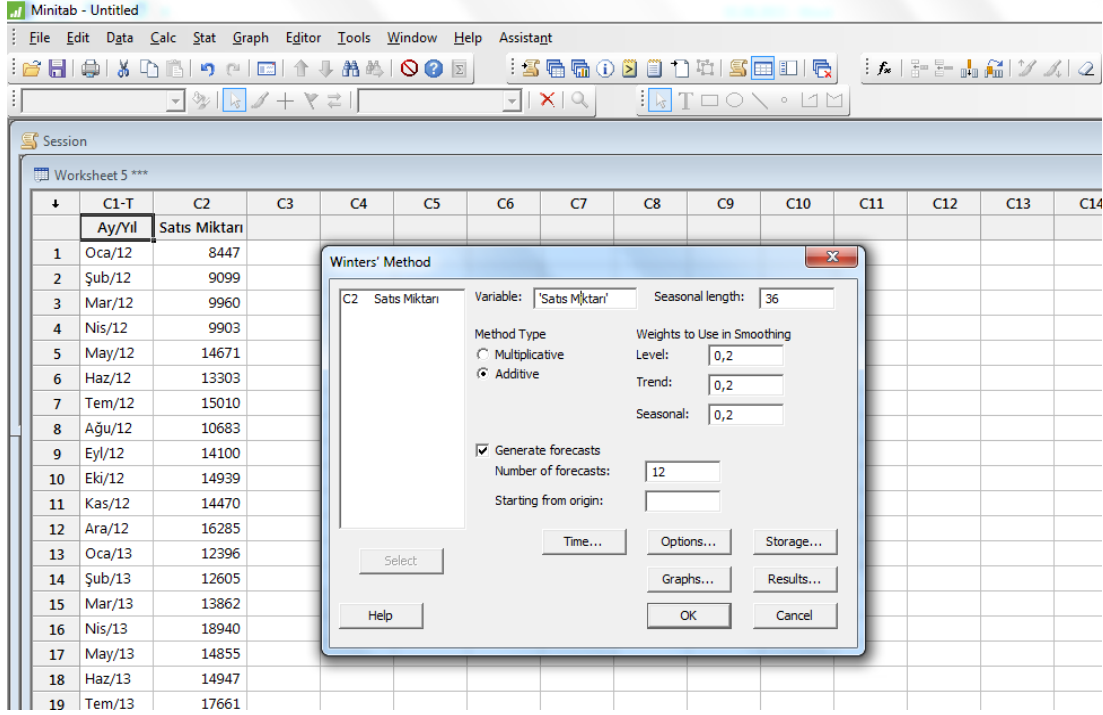 Minitab - Untitled
File Edit Data Calc Stat Graph Editor Tools Window Help Assistant
Session
Worksheet 5 ***
C1-T C2 C3 C4 C5 C6 C7 C8 C9 C10 C11 C12 C13 C14
Ay/Yıl Satıs Miktarı
1 Oca/12 8447
2 Şub/12 9099
3 Mar/12 9960
4 Nis/12 9903
5 May/12 14671
6 Haz/12 13303
7 Tem/12 15010
8 Ağu/12 10683
9 Eyl/12 14100
10 Eki/12 14939
11 Kas/12 14470
12 Ara/12 16285
13 Oca/13 12396
14 Şub/13 12605
15 Mar/13 13862
16 Nis/13 18940
17 May/13 14855
18 Haz/13 14947
19 Tem/13 17661
Winters' Method
C2 Satıs Miktarı
Variable: 'Satıs Miktarı' Seasonal length: 36
Method Type Weights to Use in Smoothing
Multiplicative Level: 0,2
Additive Trend: 0,2
Seasonal: 0,2
Generate forecasts
Number of forecasts: 12
Starting from origin:
Time... Options... Storage...
Select
Graphs... Results...
Help OK Cancel